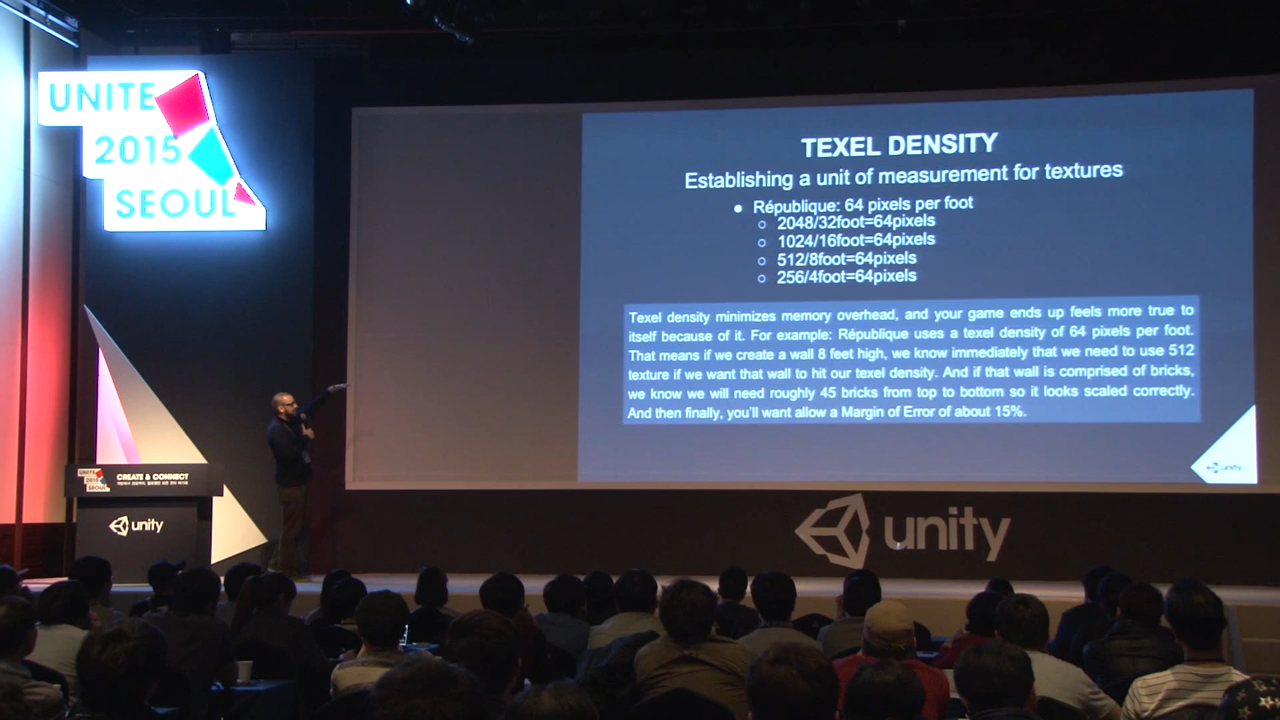 UNITE
2015
SEOUL
TEXEL DENSITY
Establishing a unit of measurement for textures
République: 64 pixels per foot
2048/32foot=64pixels
1024/16foot=64pixels
512/8foot=64pixels
256/4foot=64pixels
Texel density minimizes memory overhead, and your game ends up feels more true to
itself because of it. For example: République uses a texel density of 64 pixels per foot.
That means if we create a wall 8 feet high, we know immediately that we need to use 512
texture if we want that wall to hit our texel density. And if that wall is comprised of bricks,
we know we will need roughly 45 bricks from top to bottom so it looks scaled correctly.
And then finally, you'll want allow a Margin of Error of about 15%.
unity
UNITE
2015
SEOUL
CREATE & CONNECT
unity
unity